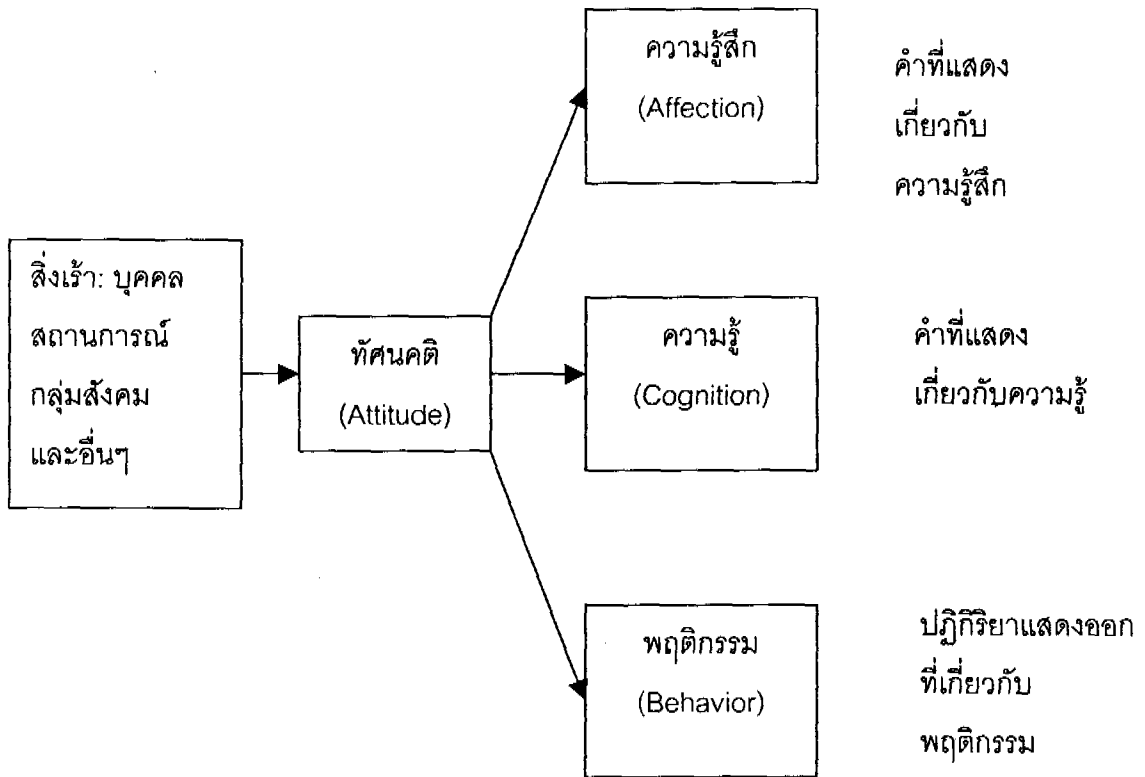 สิ่งเร้า: บุคคล
สถานการณ์
กลุ่มสังคม
และอื่นๆ
ทัศนคติ
(Attitude)
ความรู้สึก
(Affection)
คำที่แสดง
เกี่ยวกับ
ความรู้สึก
ความรู้
(Cognition)
คำที่แสดง
เกี่ยวกับความรู้
พฤติกรรม
(Behavior)
ปฏิกิริยาแสดงออก
ที่เกี่ยวกับ
พฤติกรรม